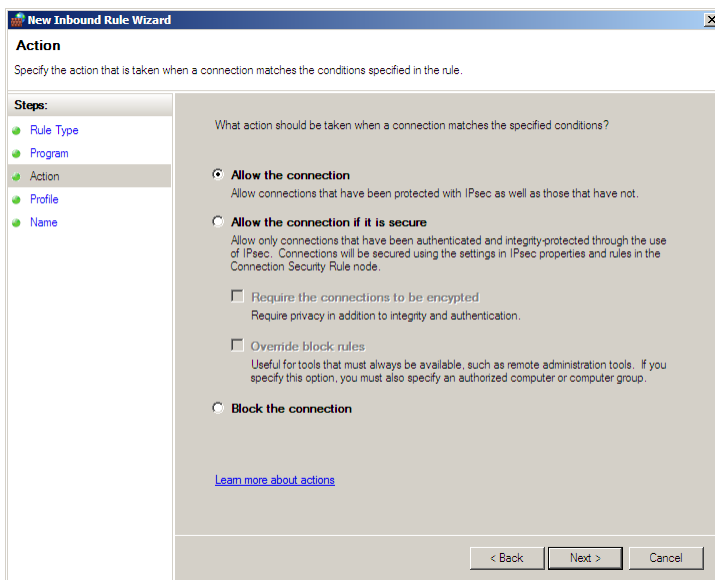 New Inbound Rule Wizard
Action
Specify the action that is taken when a connection matches the conditions specified in the rule.
Steps:
Rule Type
Program
Action
Profile
Name
What action should be taken when a connection matches the specified conditions?
Allow the connection
Allow connections that have been protected with IPsec as well as those that have not.
Allow the connection if it is secure
Allow only connections that have been authenticated and integrity-protected through the use
of IPsec. Connections will be secured using the settings in IPsec properties and rules in the
Connection Security Rule node.
Require the connections to be encypted
Require privacy in addition to integrity and authentication.
Override block rules
Useful for tools that must always be available, such as remote administration tools. If you
specify this option, you must also specify an authorized computer or computer group.
Block the connection
Learn more about actions
< Back Next > Cancel